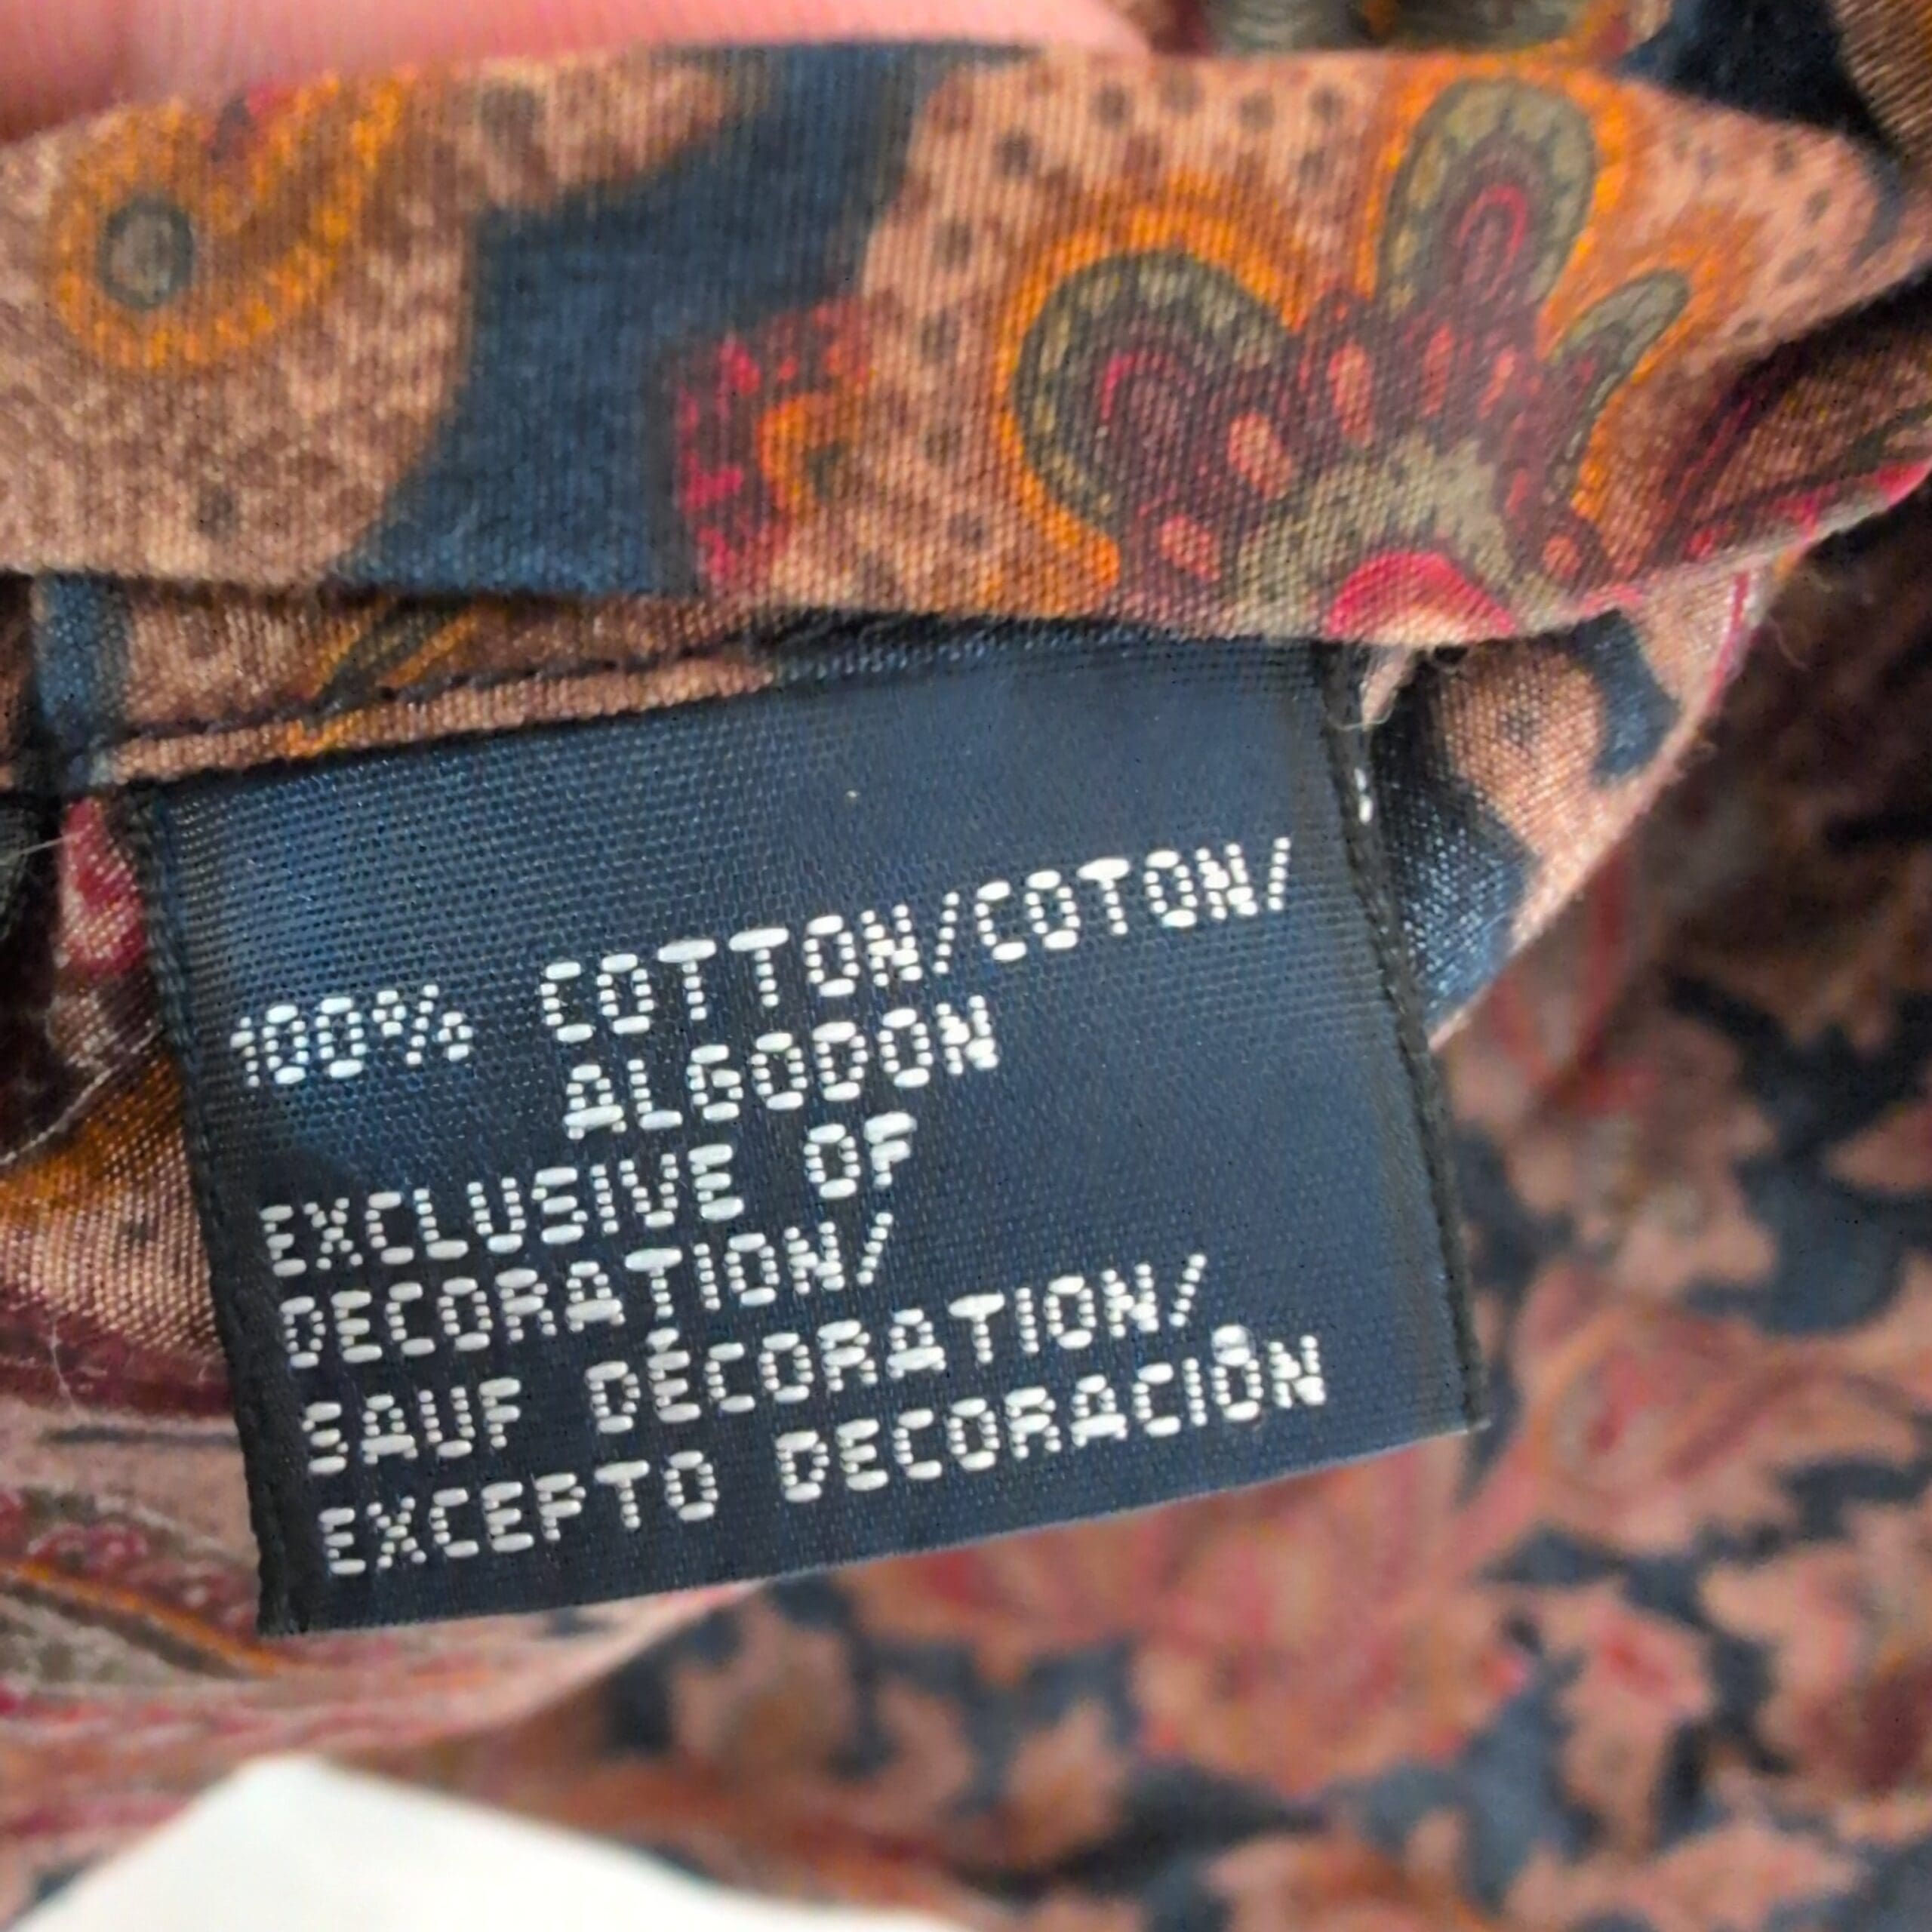 100% COTTON/COTON/
ALGODON
EXCLUSIVE OF
DECORATION/
SAUF DÉCORATION/
EXCEPTO DECORACIÓN